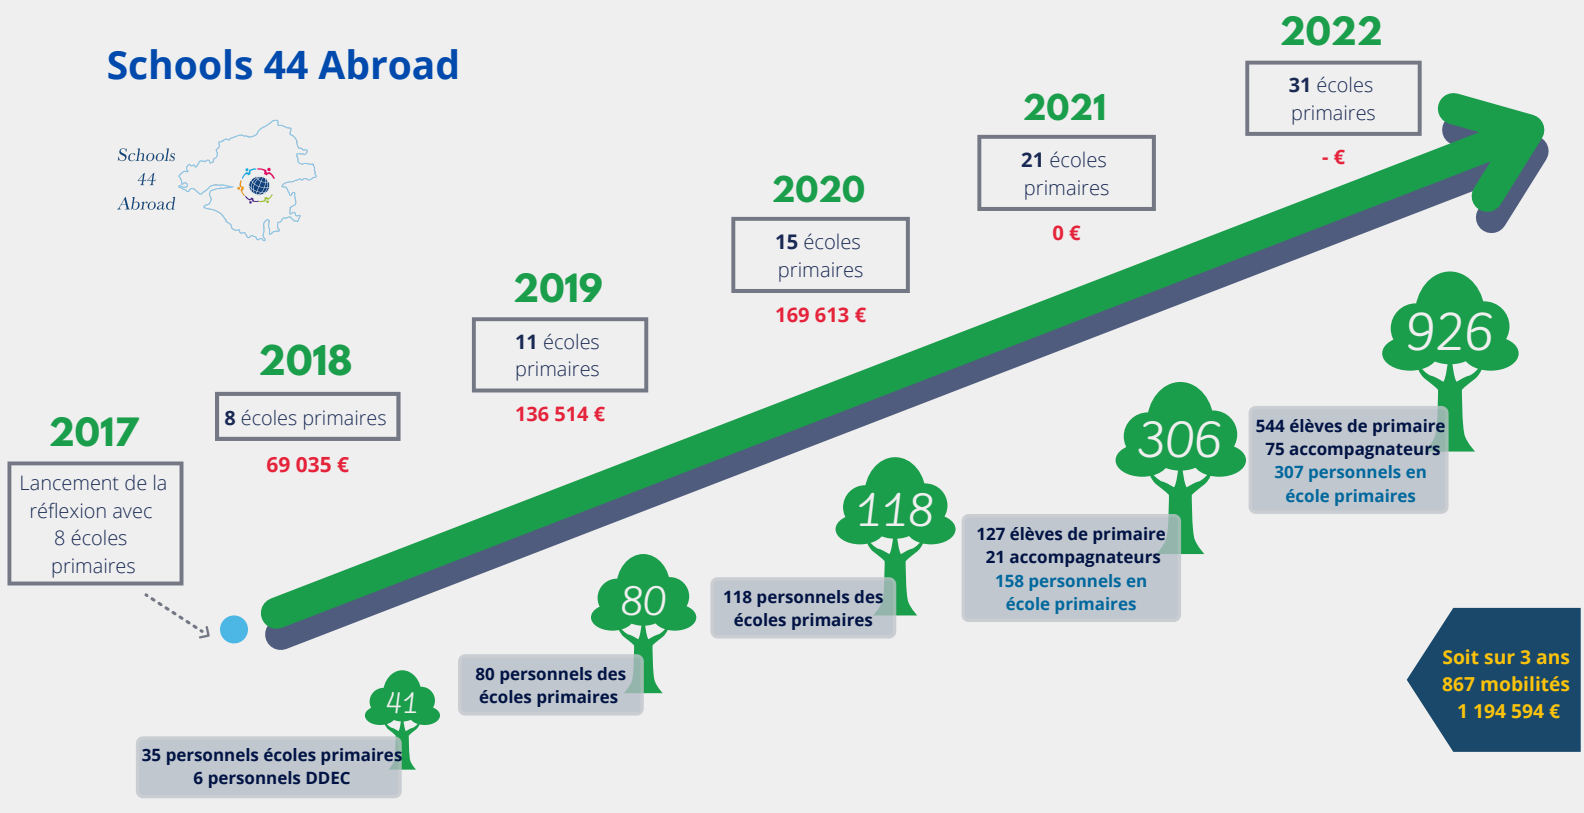 Schools 44 Abroad
Schools
44
Abroad
2017
Lancement de la
réflexion avec
8 écoles
primaires
2018
8 écoles primaires
69 035 €
2019
11 écoles
primaires
136 514 €
2020
15 écoles
primaires
169 613 €
2021
21 écoles
primaires
0 €
2022
31 écoles
primaires
- €
41
35 personnels écoles primaires
6 personnels DDEC
80
80 personnels des
écoles primaires
118
118 personnels des
écoles primaires
306
127 élèves de primaire
21 accompagnateurs
158 personnels en
école primaires
926
544 élèves de primaire
75 accompagnateurs
307 personnels en
école primaires
Soit sur 3 ans
867 mobilités
1 194 594 €